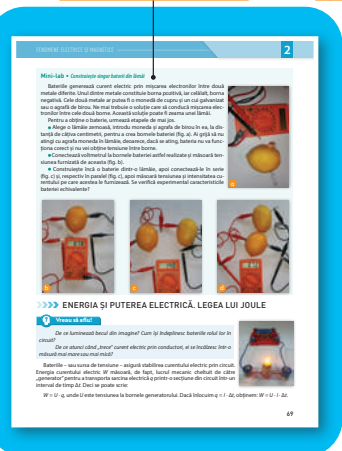 FENOMENE ELECTRICE ȘI MAGNETICE
2
Mini-lab • Construiește singur baterii din lămâi
Bateriile generează curent electric prin mișcarea electronilor între două
metale diferite. Unul dintre metale constituie borna pozitivă, iar celălalt, borna
negativă. Cele două metale ar putea fi o monedă de cupru și un cui galvanizat
sau o agrafă de birou. Ne mai trebuie o soluție care să conducă mișcarea elec-
tronilor între cele două borne. Această soluție poate fi zeama unei lămâi.
Pentru a obține o baterie, urmează etapele de mai jos.
• Alege o lămâie zemoasă, introdu moneda și agrafa de birou în ea, la dis-
tanță de câțiva centimetri, pentru a crea bornele bateriei (fig. a). Ai grijă să nu
atingi cu agrafa moneda în lămâie, deoarece, dacă se ating, bateria nu va func-
ționa corect și nu vei obține tensiune între borne.
• Conectează voltmetrul la bornele bateriei astfel realizate și măsoară ten-
siunea furnizată de aceasta (fig. b).
• Construiește încă o baterie dintr-o lămâie, apoi conectează-le în serie
(fig. c) și, respectiv în paralel (fig. c), apoi măsoară tensiunea și intensitatea cu-
rentului pe care acestea le furnizează. Se verifică experimental caracteristicile
bateriei echivalente?
a
b
c
d
ENERGIA ȘI PUTEREA ELECTRICĂ. LEGEA LUI JOULE
? Vreau să aflu!
De ce luminează becul din imagine? Cum își îndeplinesc bateriile rolul lor în
circuit?
De ce atunci când „trece” curent electric prin conductori, ei se încălzesc într-o
măsură mai mare sau mai mică?
Bateriile – sau sursa de tensiune – asigură stabilirea curentului electric prin circuit.
Energia curentului electric W măsoară, de fapt, lucrul mecanic cheltuit de către
„generator” pentru a transporta sarcina electrică q printr-o secțiune din circuit într-un
interval de timp Δt. Deci se poate scrie:
W = U · q, unde U este tensiunea la bornele generatorului. Dacă înlocuim q = I · Δt, obținem: W = U · I · Δt.
69